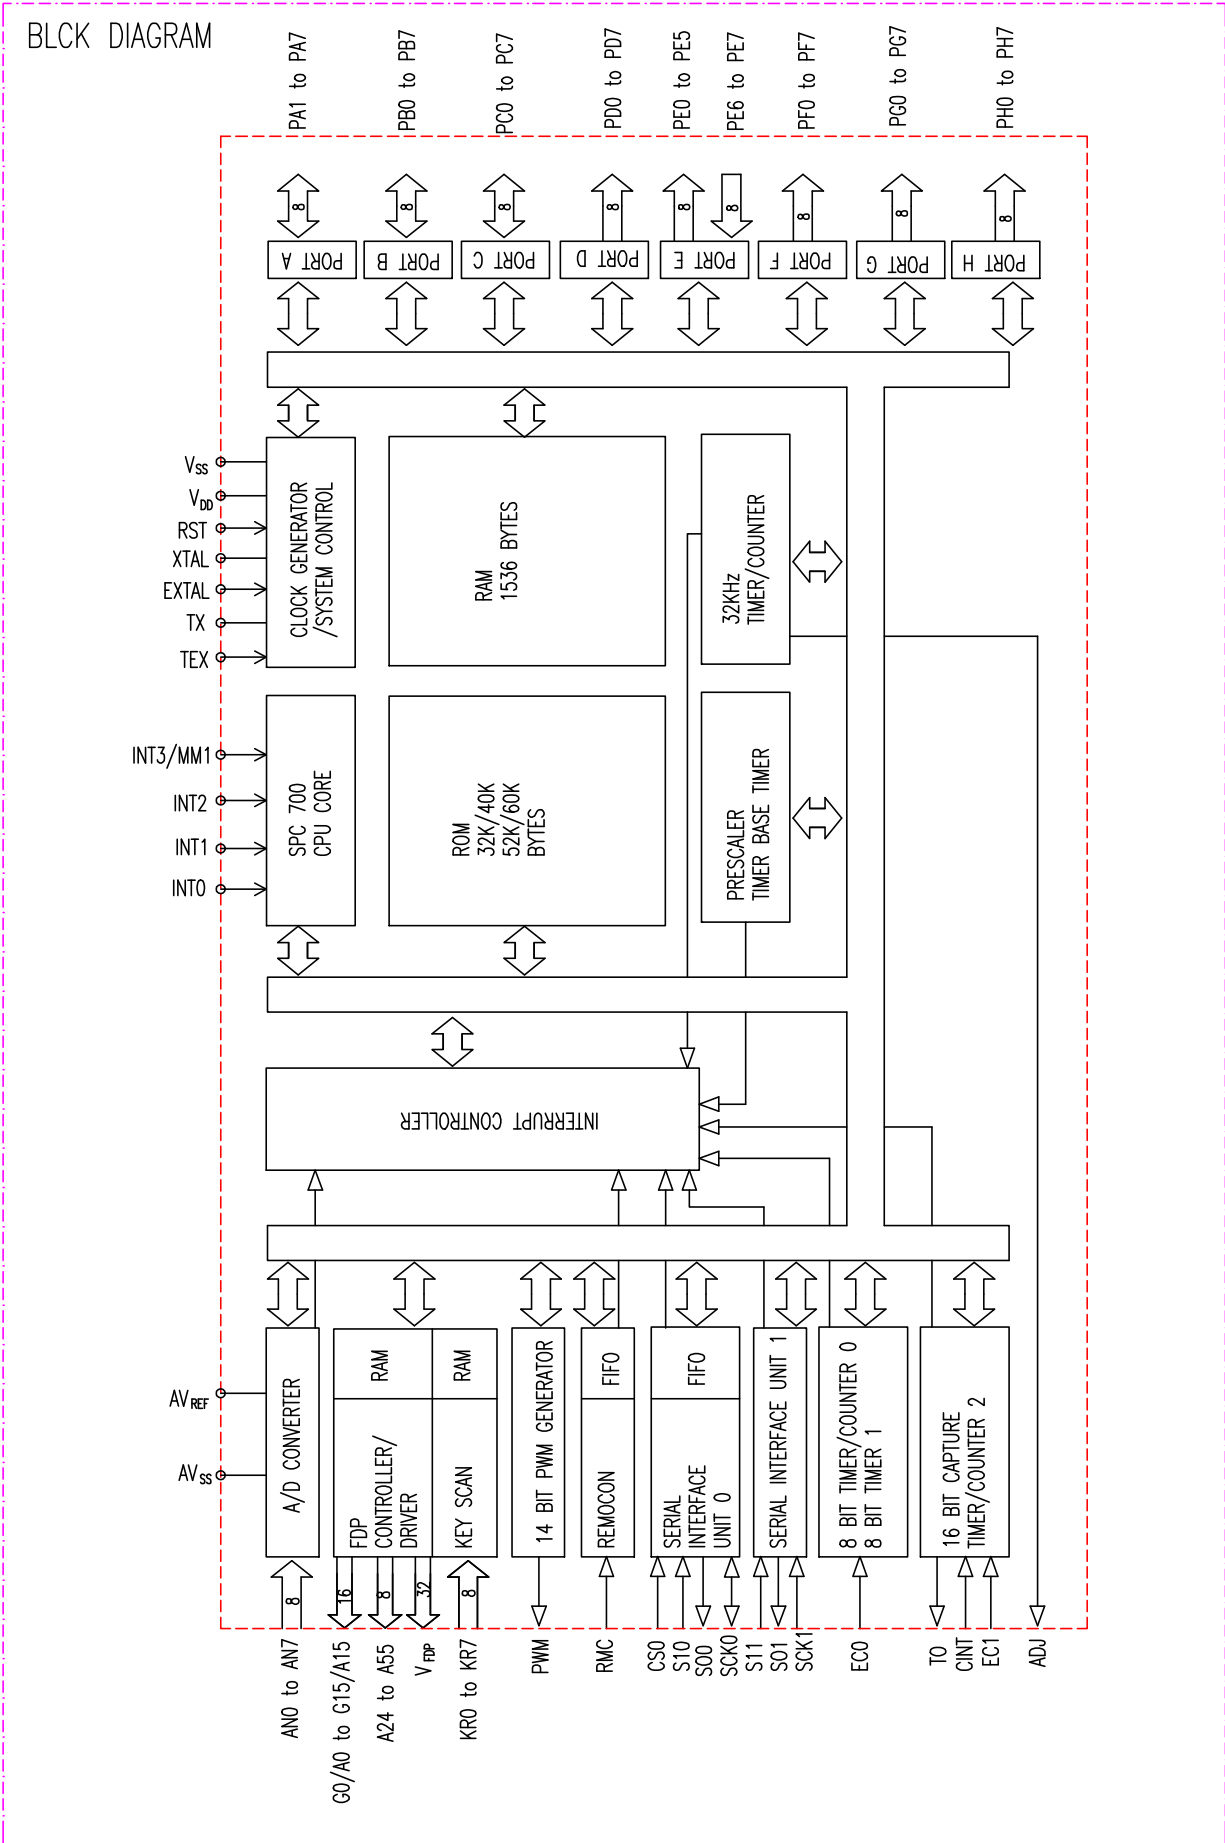 BLCK DIAGRAM
PA1 to PA7
PB0 to PB7
PC0 to PC7
PD0 to PD7
PE0 to PE5
PE6 to PE7
PF0 to PF7
PG0 to PG7
PH0 to PH7
8
8
8
8
8
8
8
8
8
PORT A
PORT B
PORT C
PORT D
PORT E
PORT F
PORT G
PORT H
VSS
VDD
RST
XTAL
EXTAL
TX
TEX
CLOCK GENERATOR
/SYSTEM CONTROL
RAM
1536 BYTES
32KHz
TIMER/COUNTER
INT3/MM1
INT2
INT1
INT0
SPC 700
CPU CORE
ROM
32K/40K
52K/60K
BYTES
PRESCALER
TIMER BASE TIMER
INTERRUPT CONTROLLER
AVREF
AVSS
A/D CONVERTER
RAM
RAM
FDP
CONTROLLER/
DRIVER
KEY SCAN
14 BIT PWM GENERATOR
FIFO
REMOCON
FIFO
SERIAL
INTERFACE
UNIT 0
SERIAL INTERFACE UNIT 1
8 BIT TIMER/COUNTER 0
8 BIT TIMER 1
16 BIT CAPTURE
TIMER/COUNTER 2
8
16
8
32
8
AN0 to AN7
G0/A0 to G15/A15
A24 to A55
VFDP
KR0 to KR7
PWM
RMC
CS0
S10
SO0
SCK0
S11
SO1
SCK1
EC0
TO
CINT
EC1
ADJ